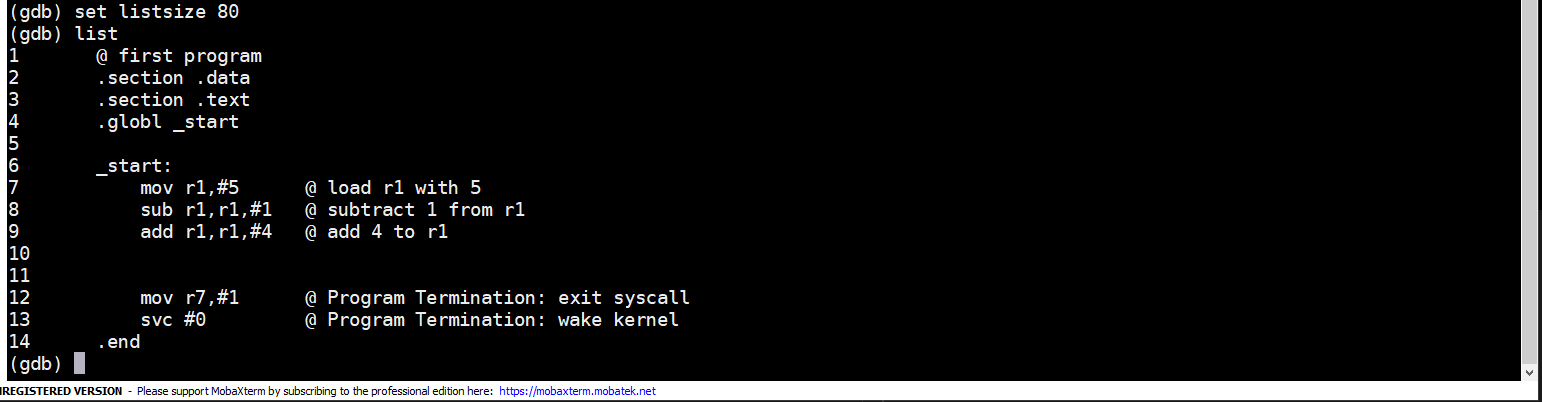 (gdb) set listsize 80
(gdb) list
1       @ first program
2       .section .data
3       .section .text
4       .globl _start
5
6       _start:
7           mov r1,#5      @ load r1 with 5
8           sub r1,r1,#1   @ subtract 1 from r1
9           add r1,r1,#4   @ add 4 to r1
10
11
12          mov r7,#1      @ Program Termination: exit syscall
13          svc #0         @ Program Termination: wake kernel
14      .end
(gdb)
NREGISTERED VERSION - Please support MobaXterm by subscribing to the professional edition here: https://mobaxterm.mobatek.net